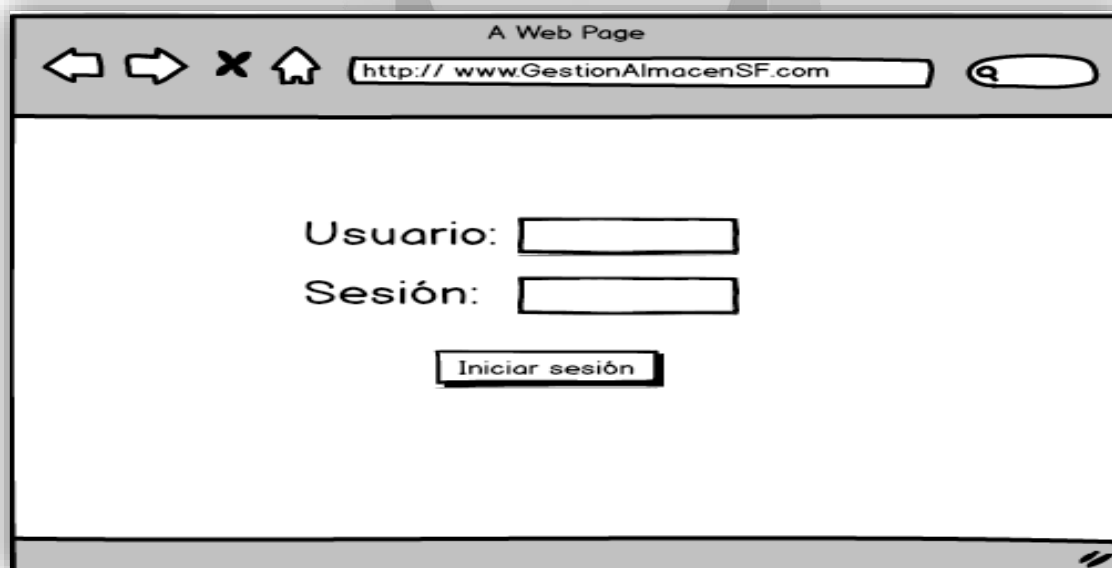 A Web Page
http:// www.GestionAlmacenSF.com
Usuario:
Sesión:
Iniciar sesión